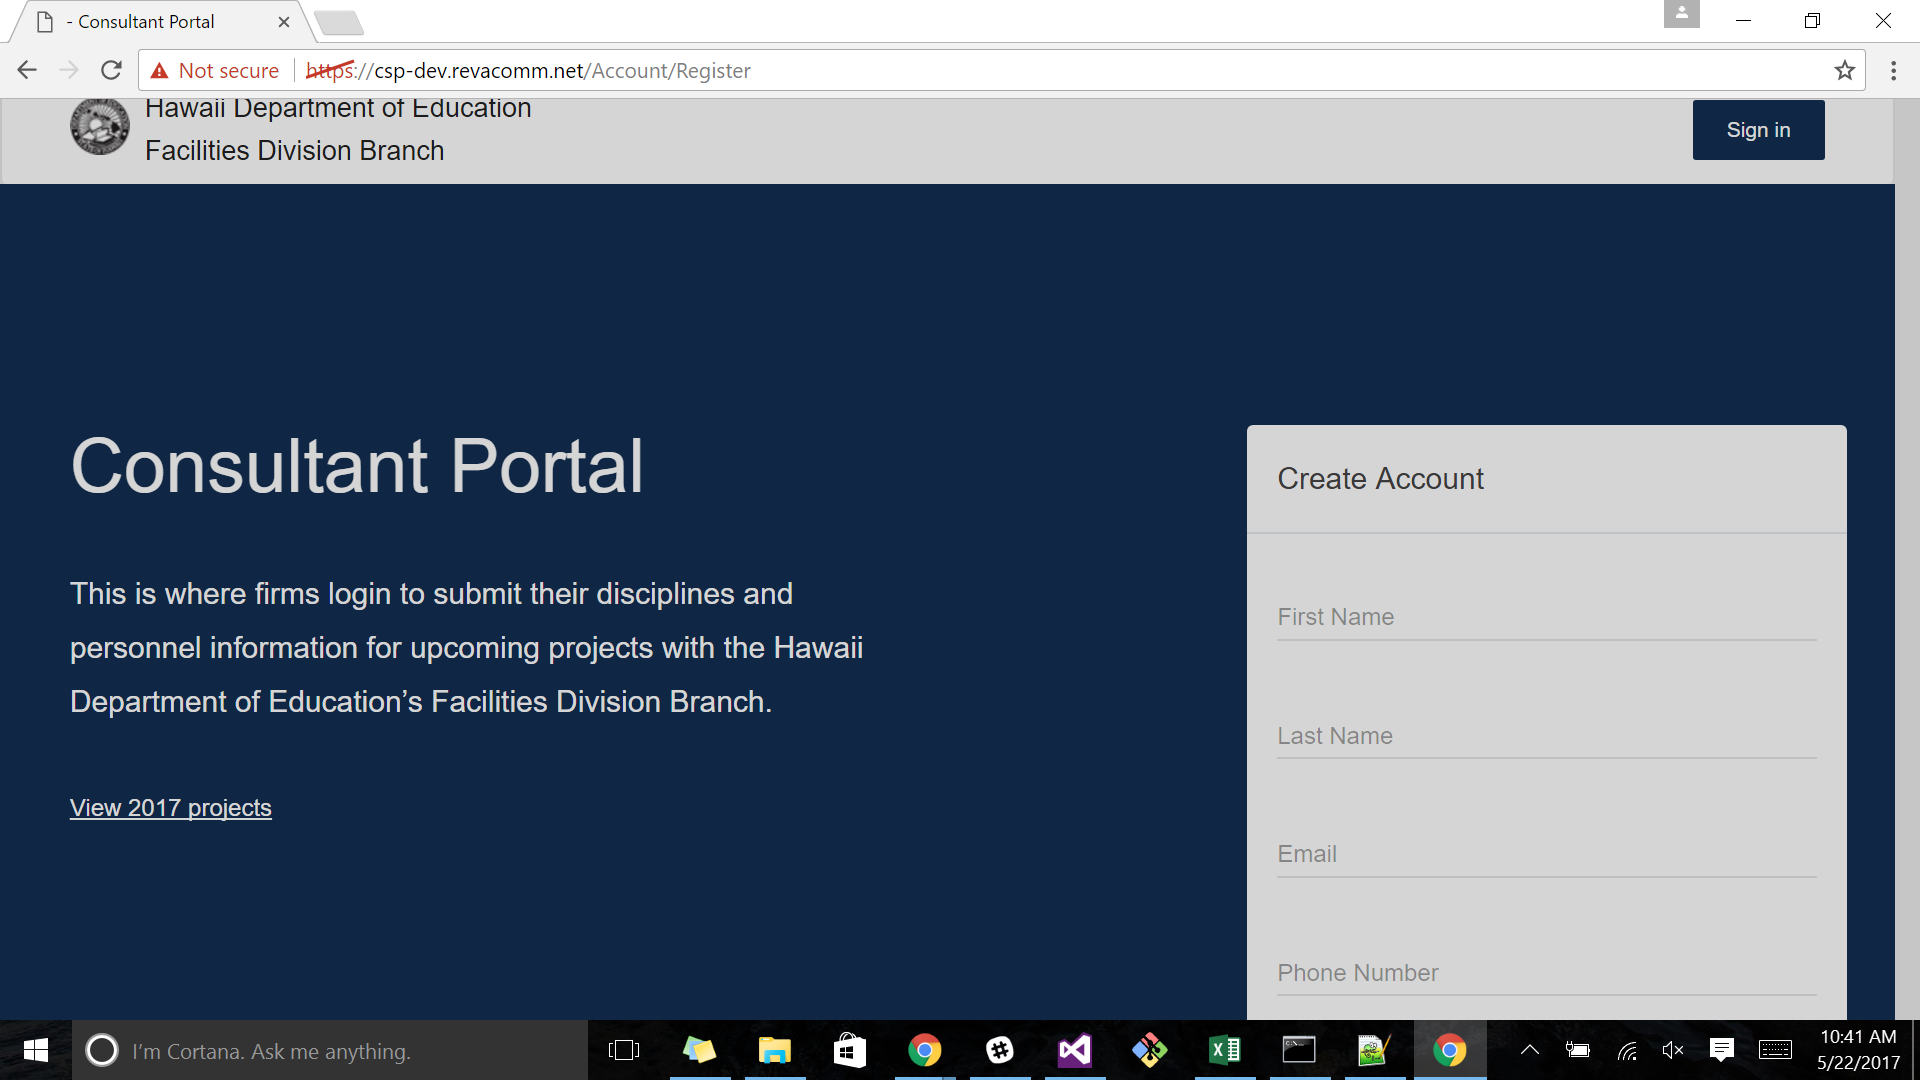 - Consultant Portal
Not secure
https://csp-dev.revacomm.net/Account/Register
Hawaii Department of Education
Facilities Division Branch
Sign in
Consultant Portal
This is where firms login to submit their disciplines and
personnel information for upcoming projects with the Hawaii
Department of Education’s Facilities Division Branch.
View 2017 projects
Create Account
First Name
Last Name
Email
Phone Number
I'm Cortana. Ask me anything.
10:41 AM
5/22/2017